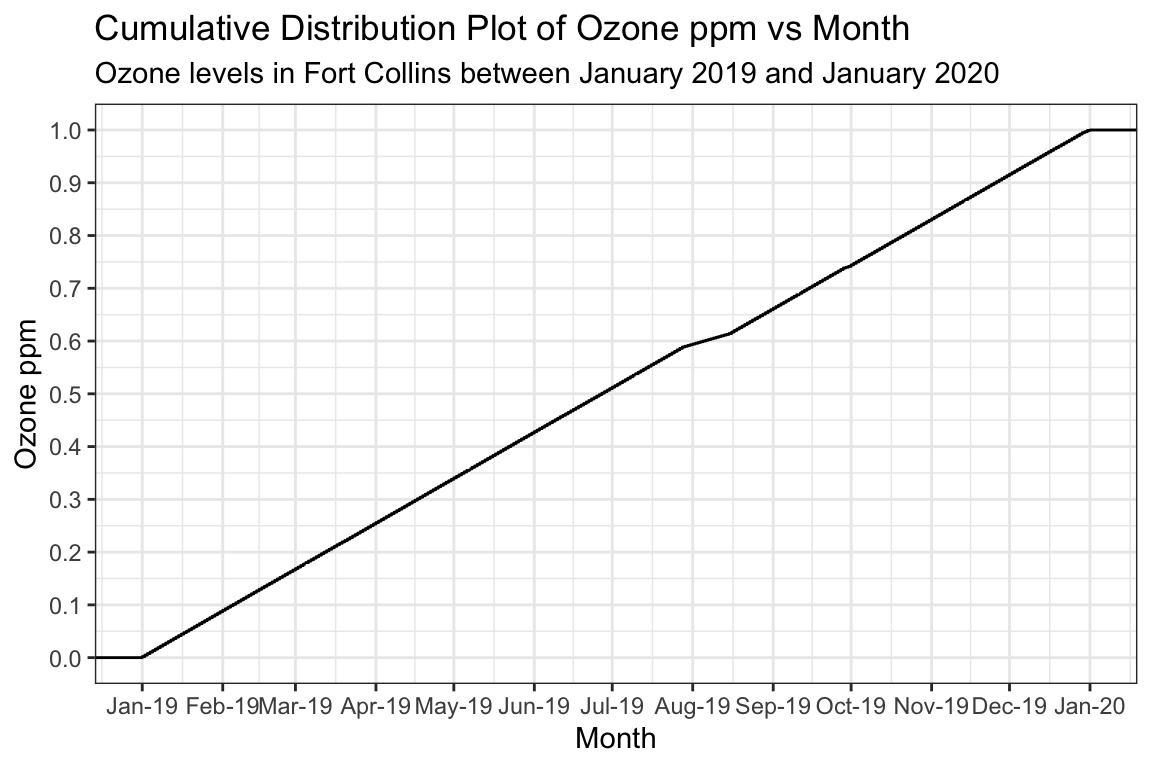 Cumulative Distribution Plot of Ozone ppm vs Month
Ozone levels in Fort Collins between January 2019 and January 2020
1.0
0.9
0.8
0.7
0.6
0.5
0.4
0.3
0.2
0.1
0.0
Ozone ppm
Jan-19 Feb-19 Mar-19 Apr-19 May-19 Jun-19 Jul-19 Aug-19 Sep-19 Oct-19 Nov-19 Dec-19 Jan-20
Month